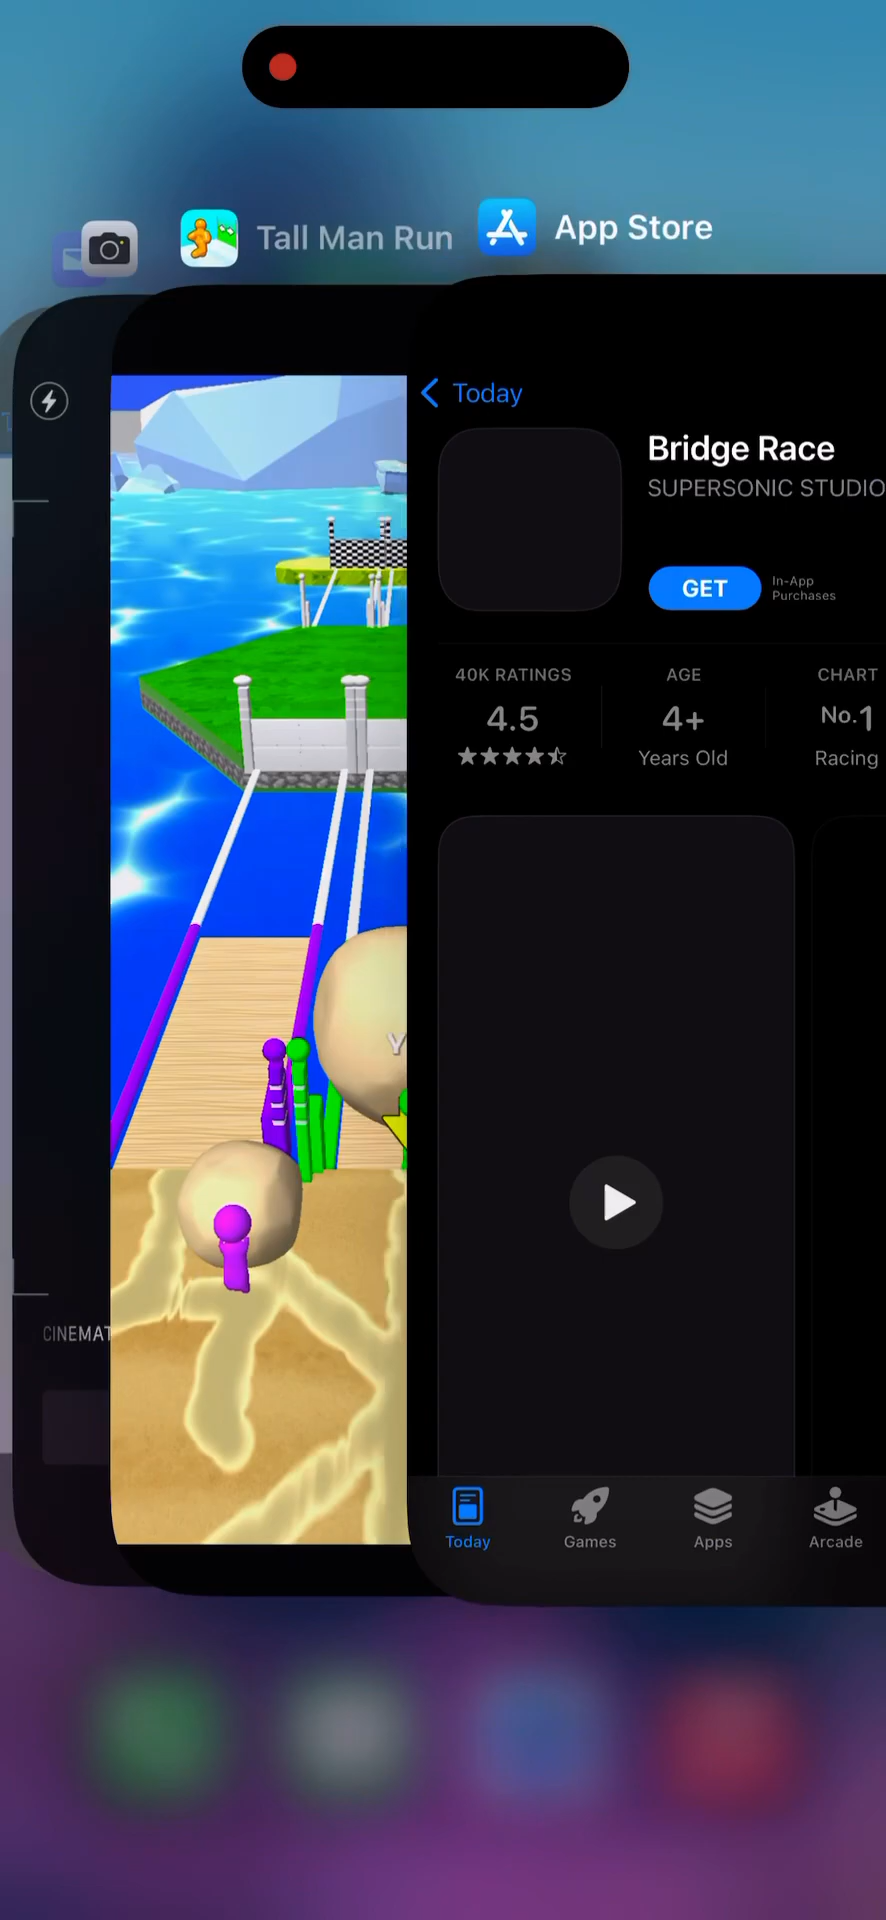 Tall Man Run
App Store
Today
Bridge Race
SUPERSONIC STUDIO
GET
In-App
Purchases
40K RATINGS
AGE
CHART
4.5
4+
No.1
Years Old
Racing
Y
CINEMAT
Today
Games
Apps
Arcade